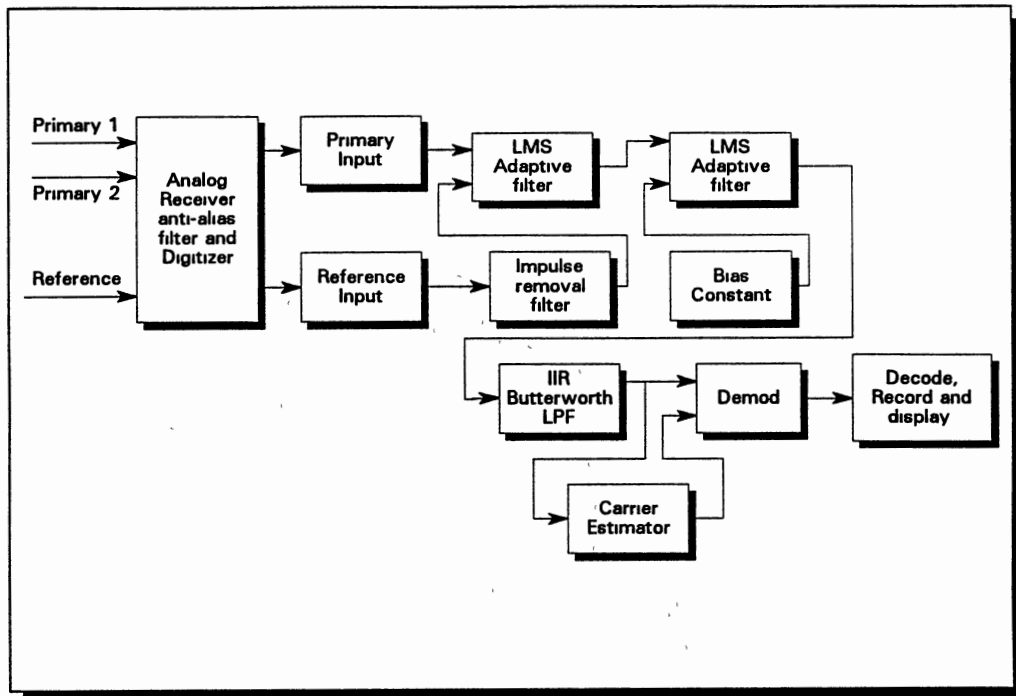 Primary 1
Primary 2
Reference
Analog
Receiver
anti-alias
filter and
Digitizer
Primary
Input
LMS
Adaptive
filter
LMS
Adaptive
filter
Reference
Input
Impulse
removal
filter
Bias
Constant
IIR
Butterworth
LPF
Demod
Decode,
Record and
display
Carrier
Estimator